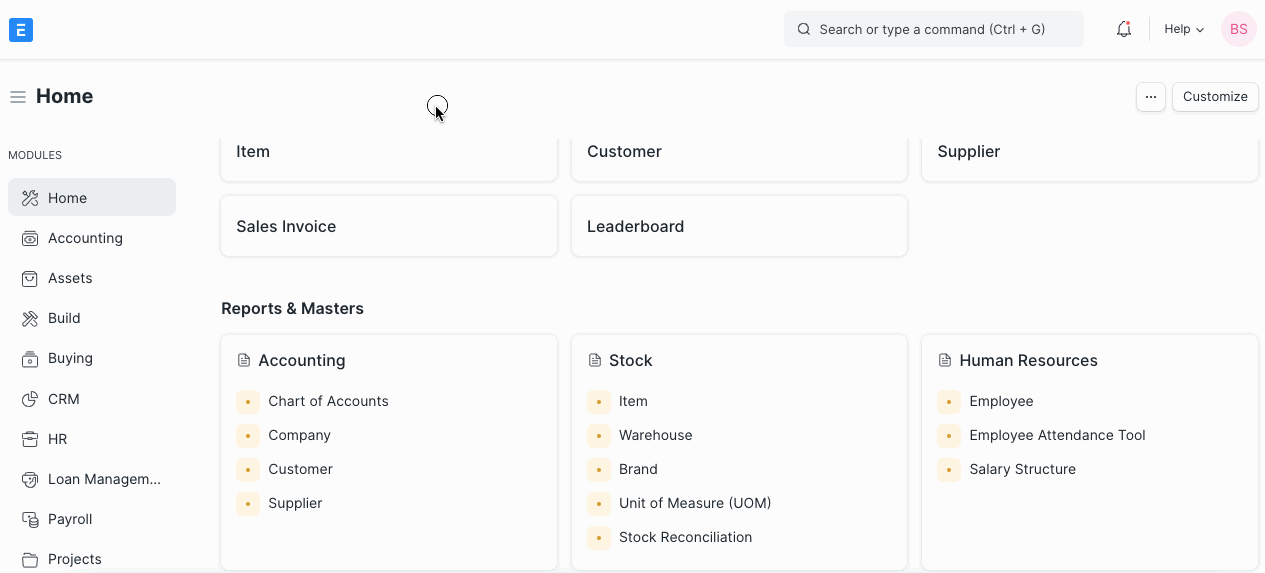 E
Search or type a command (Ctrl + G)
Help
BS
Home
...
Customize
MODULES
Home
Accounting
Assets
Build
Buying
CRM
HR
Loan Managem...
Payroll
Projects
Item
Customer
Supplier
Sales Invoice
Leaderboard
Reports & Masters
Accounting
Chart of Accounts
Company
Customer
Supplier
Stock
Item
Warehouse
Brand
Unit of Measure (UOM)
Stock Reconciliation
Human Resources
Employee
Employee Attendance Tool
Salary Structure